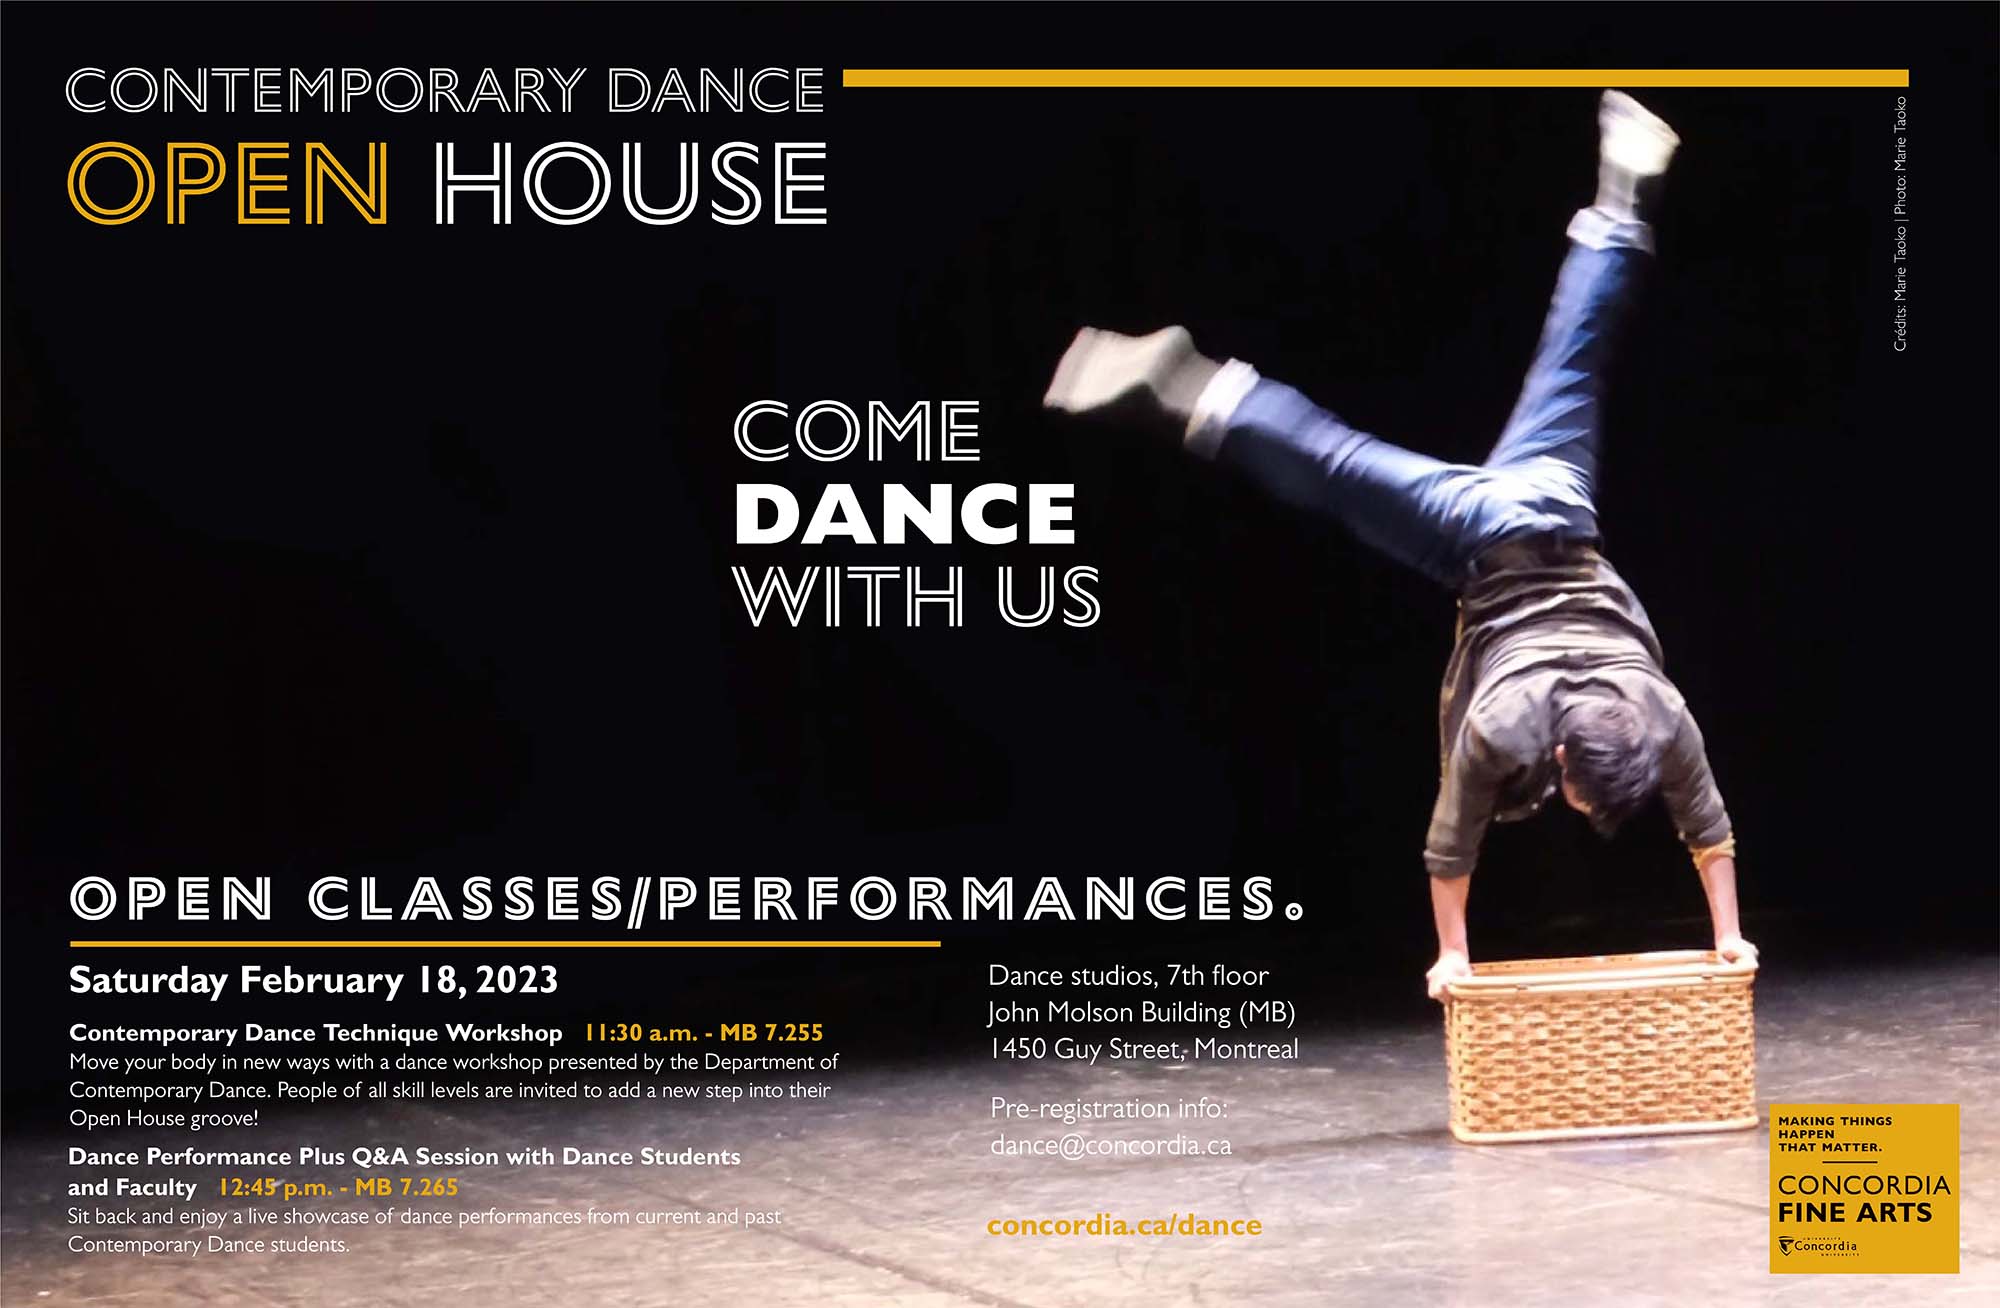 CONTEMPORARY DANCE
OPEN HOUSE
Crédits: Marie Taoko | Photo: Marie Taoko
COME
DANCE
WITH US
OPEN CLASSES/PERFORMANCES.
Saturday February 18, 2023
Contemporary Dance Technique Workshop 11:30 a.m. - MB 7.255
Move your body in new ways with a dance workshop presented by the Department of
Contemporary Dance. People of all skill levels are invited to add a new step into their
Open House groove!
Dance Performance Plus Q&A Session with Dance Students
and Faculty 12:45 p.m. - MB 7.265
Sit back and enjoy a live showcase of dance performances from current and past
Contemporary Dance students.
Dance studios, 7th floor
John Molson Building (MB)
1450 Guy Street, Montreal
Pre-registration info:
dance@concordia.ca
concordia.ca/dance
MAKING THINGS
HAPPEN
THAT MATTER.
CONCORDIA
FINE ARTS
UNIVERSITÉ
Concordia
UNIVERSITY